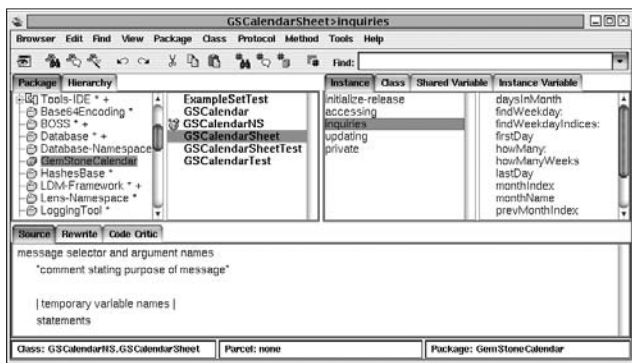 GSCalendarSheet>inquiries
Browser Edit Find View Package Class Protocol Method Tools Help
Find:
Package Hierarchy
Instance Class Shared Variable Instance Variable
Tools-IDE * +
Base64Encoding *
BOSS * +
Database * +
Database-Namespace
GemStoneCalendar
HashesBase *
LDM-Framework * +
Lens-Namespace *
LoggingTool *
ExampleSetTest
GSCalendar
GSCalendarNS
GSCalendarSheet
GSCalendarSheetTest
GSCalendarTest
initialize-release
accessing
inquiries
updating
private
daysInMonth
findWeekday:
findWeekdayIndices:
firstDay
howMany:
howManyWeeks
lastDay
monthIndex
monthName
prevMonthIndex
Source Rewrite Code Critic
message selector and argument names
"comment stating purpose of message"
| temporary variable names |
statements
Class: GSCalendarNS.GSCalendarSheet
Parcel: none
Package: GemStoneCalendar